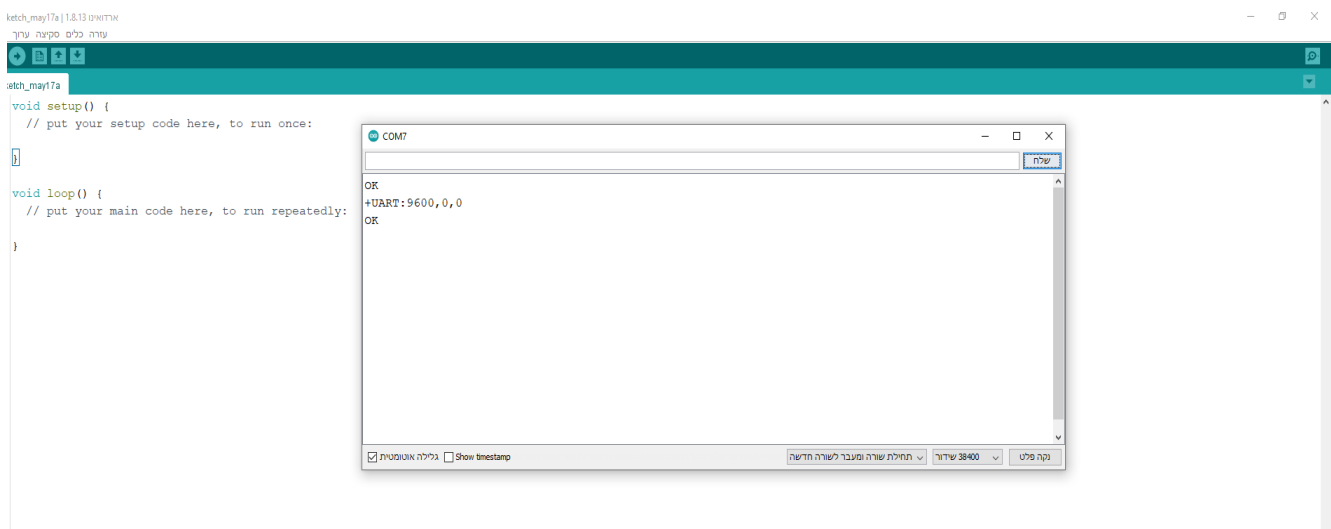 ketch_may17a | 1.8.13 ארדואינו
ערוך סקיצה כלים עזרה
ketch_may17a
void setup() {
// put your setup code here, to run once:
}
void loop() {
// put your main code here, to run repeatedly:
}
COM7
שלח
OK
+UART:9600,0,0
OK
גלילה אוטומטית
Show timestamp
תחילת שורה ומעבר לשורה חדשה
38400 שידור
נקה פלט